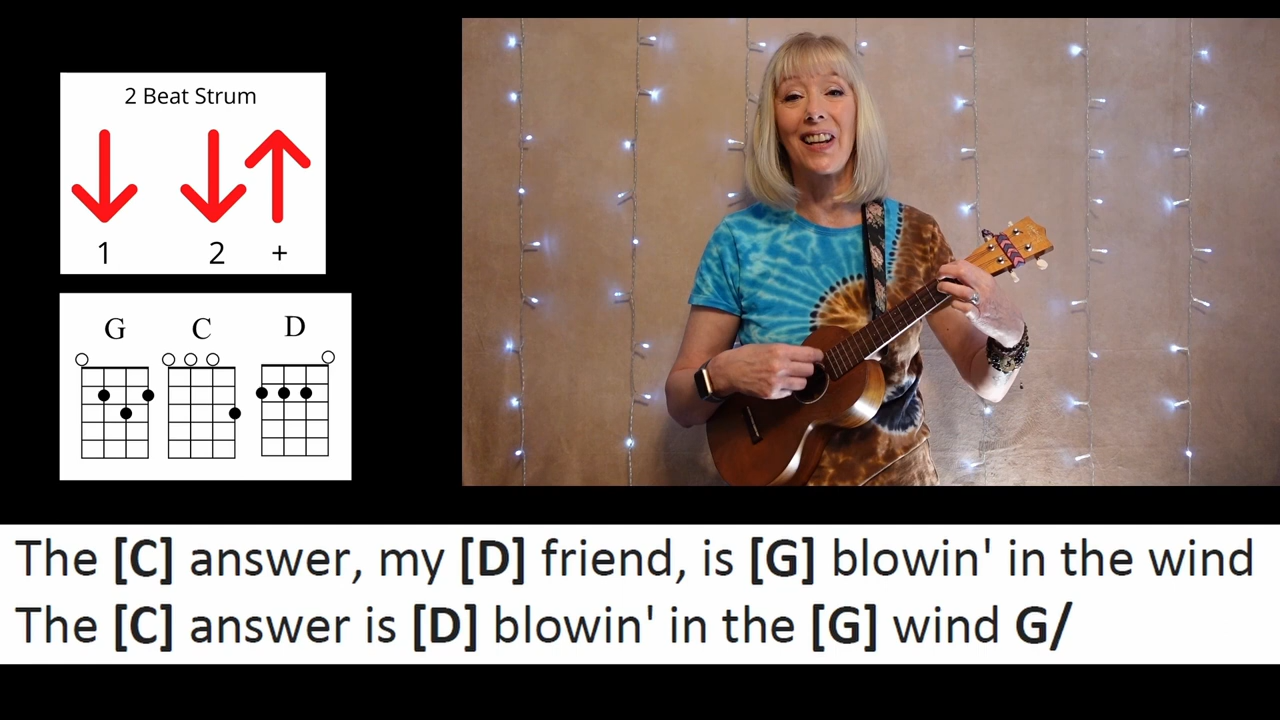 2 Beat Strum
1 2 +
G C D
The [C] answer, my [D] friend, is [G] blowin' in the wind
The [C] answer is [D] blowin' in the [G] wind G/